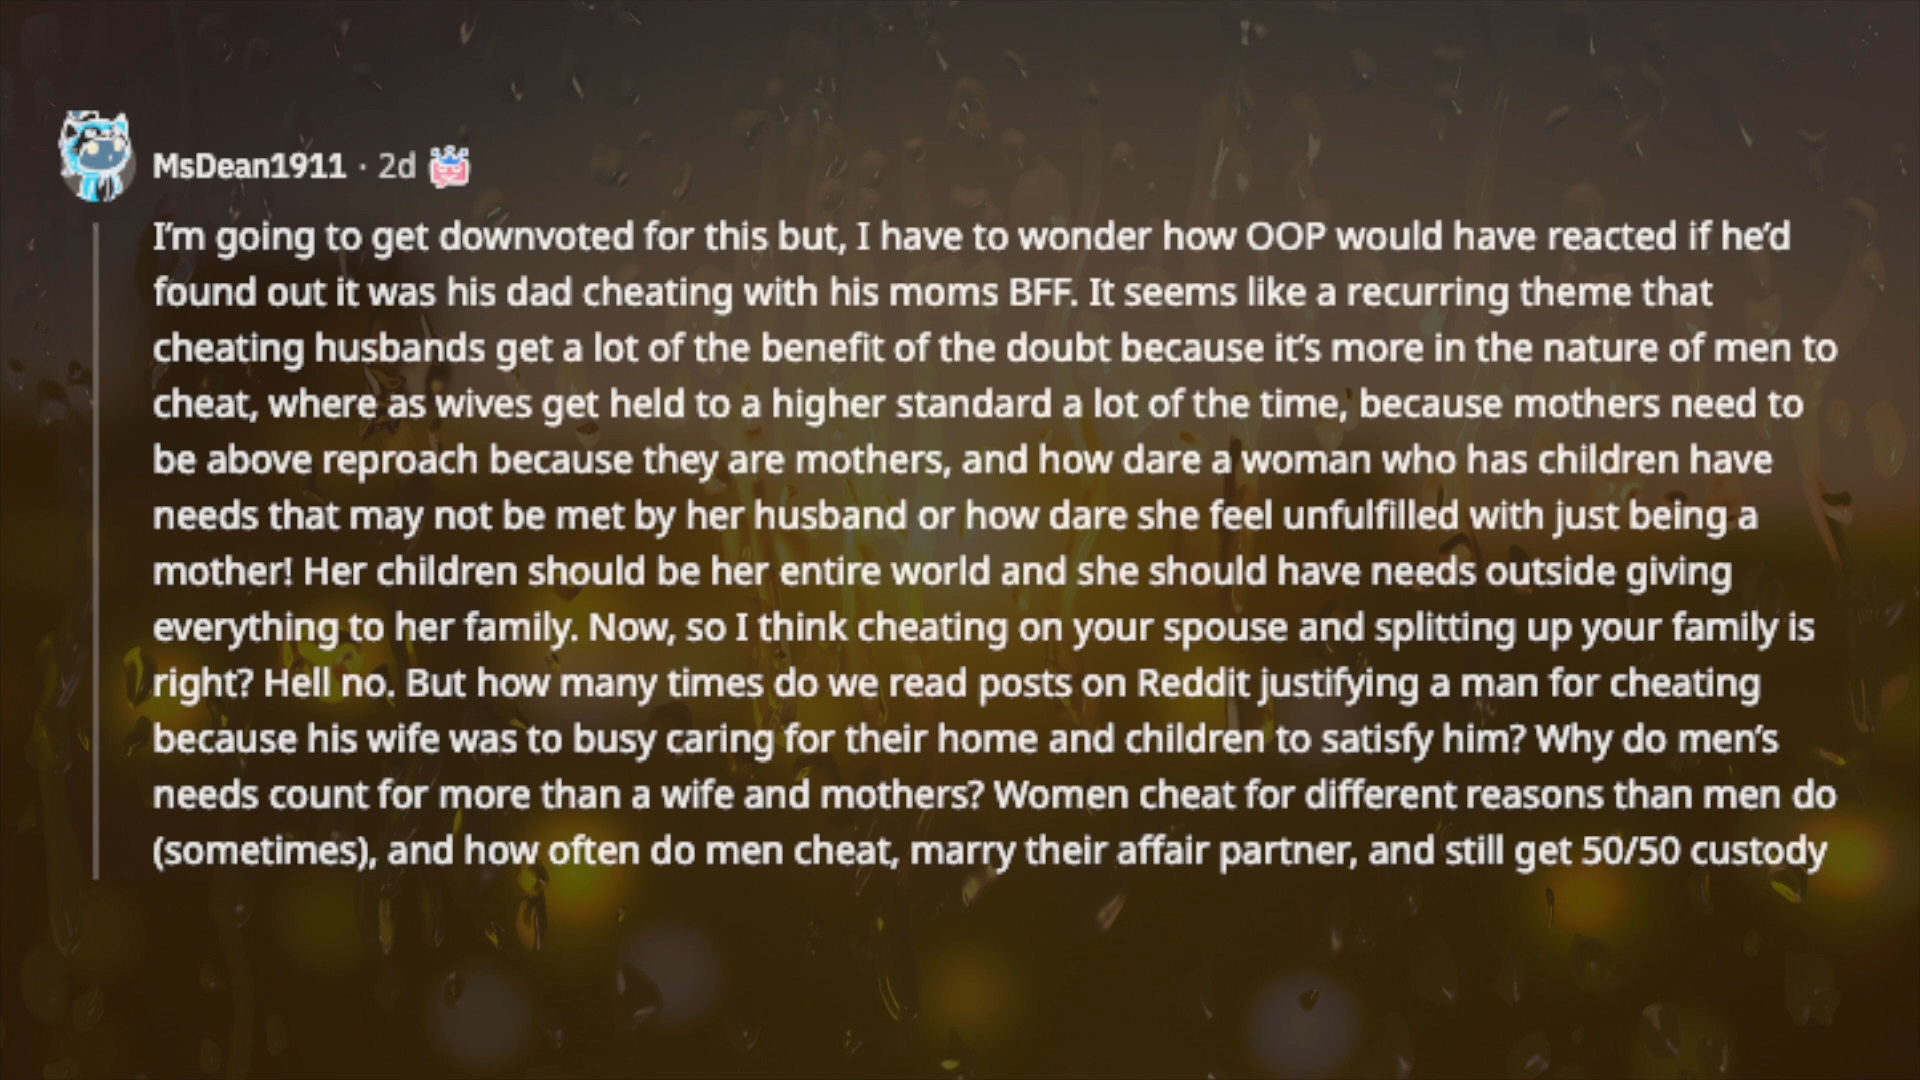 MsDean1911 · 2d
I'm going to get downvoted for this but, I have to wonder how OOP would have reacted if he'd
found out it was his dad cheating with his moms BFF. It seems like a recurring theme that
cheating husbands get a lot of the benefit of the doubt because it's more in the nature of men to
cheat, where as wives get held to a higher standard a lot of the time, because mothers need to
be above reproach because they are mothers, and how dare a woman who has children have
needs that may not be met by her husband or how dare she feel unfulfilled with just being a
mother! Her children should be her entire world and she should have needs outside giving
everything to her family. Now, so I think cheating on your spouse and splitting up your family is
right? Hell no. But how many times do we read posts on Reddit justifying a man for cheating
because his wife was to busy caring for their home and children to satisfy him? Why do men's
needs count for more than a wife and mothers? Women cheat for different reasons than men do
(sometimes), and how often do men cheat, marry their affair partner, and still get 50/50 custody